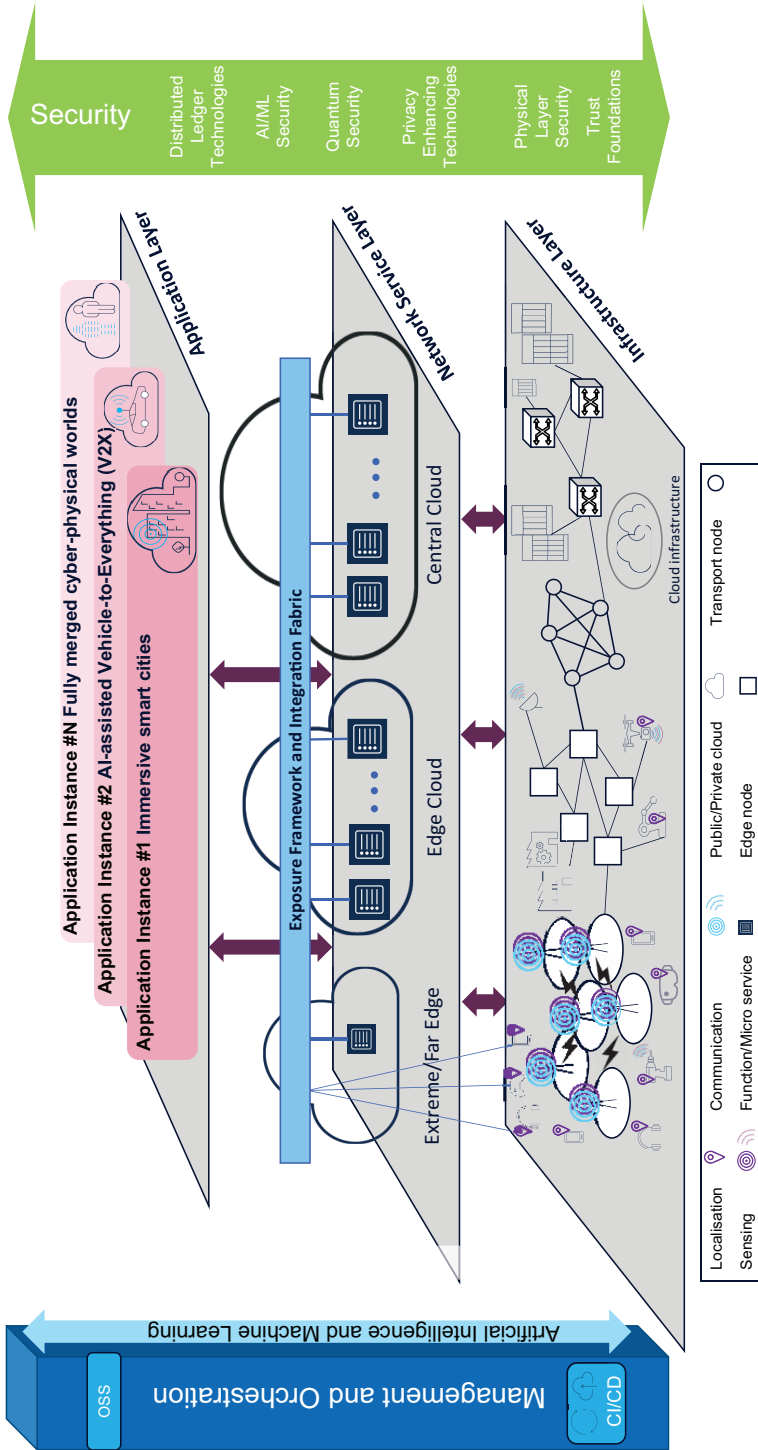 Security
Distributed
Ledger
Technologies
AI/ML
Security
Quantum
Security
Privacy
Enhancing
Technologies
Physical
Layer
Security
Trust
Foundations
Application Layer
Application Instance #N Fully merged cyber-physical worlds
Application Instance #2 AI-assisted Vehicle-to-Everything (V2X)
Application Instance #1 Immersive smart cities
Network Service Layer
Exposure Framework and Integration Fabric
Extreme/Far Edge
Edge Cloud
Central Cloud
Infrastructure Layer
Cloud infrastructure
Artificial Intelligence and Machine Learning
Management and Orchestration
OSS
CI/CD
Localisation
Communication
Public/Private cloud
Transport node
Sensing
Function/Micro service
Edge node